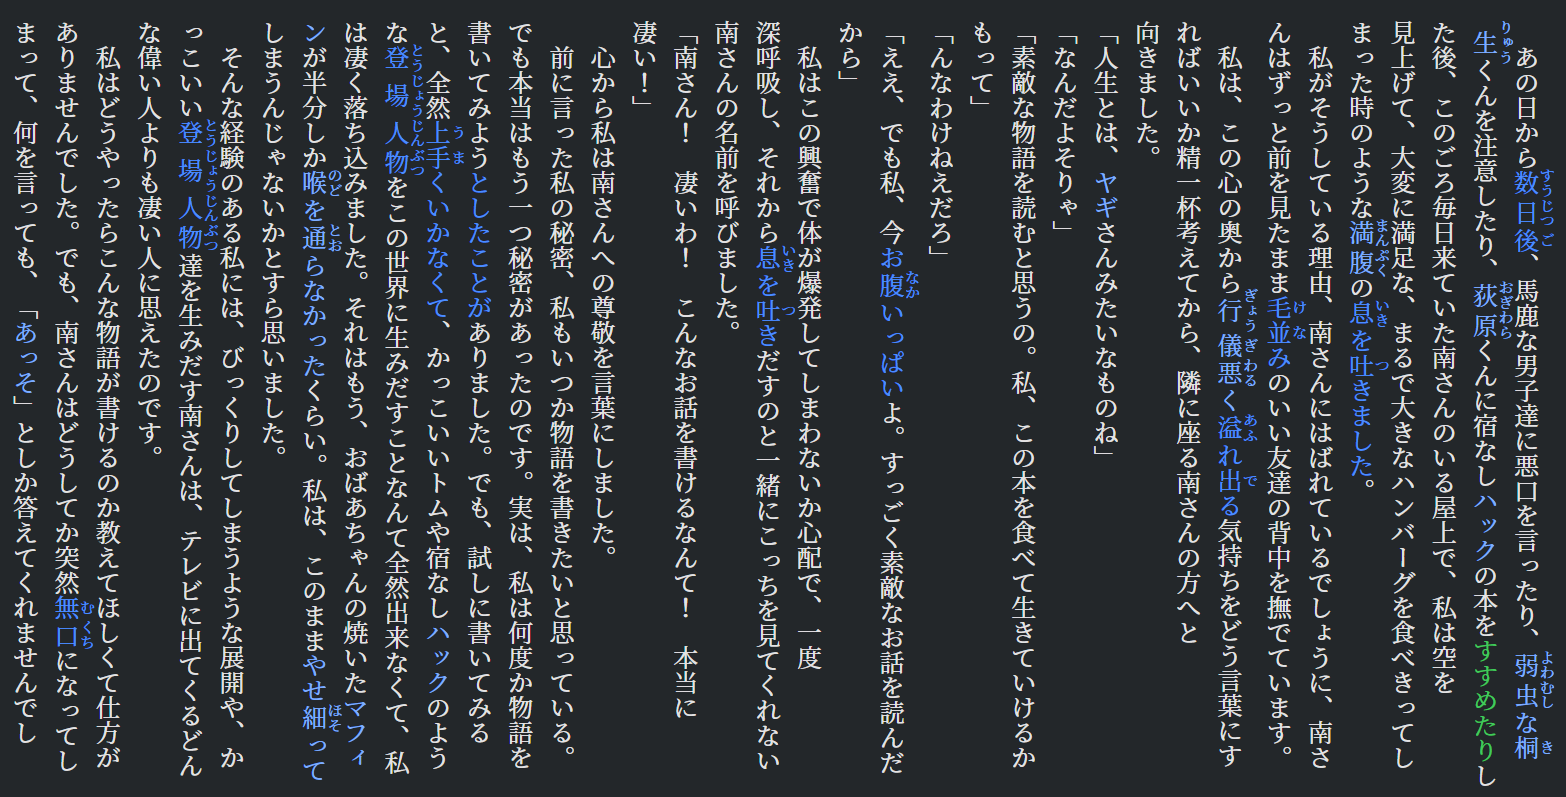 あの日から数日後、馬鹿な男子達に悪口を言ったり、弱虫な桐
生くんを注意したり、荻原くんに宿なしハックの本をすすめたりし
た後、このごろ毎日来ていた南さんのいる屋上で、私は空を
見上げて、大変に満足な、まるで大きなハンバーグを食べきってし
まった時のような満腹の息を吐きました。
私がそうしている理由、南さんにはばれているでしょうに、南さ
んはずっと前を見たまま毛並みのいい友達の背中を撫でています。
私は、この心の奥から行儀悪く溢れ出る気持ちをどう言葉にす
ればいいか精一杯考えてから、隣に座る南さんの方へと
向きました。
「人生とは、ヤギさんみたいなものね」
「なんだよそりゃ」
「素敵な物語を読むと思うの。私、この本を食べて生きていけるか
もって」
「んなわけねえだろ」
「ええ、でも私、今お腹いっぱいよ。すっごく素敵なお話を読んだ
から」
私はこの興奮で体が爆発してしまわないか心配で、一度
深呼吸し、それから息を吐きだすのと一緒にこっちを見てくれない
南さんの名前を呼びました。
「南さん！　凄いわ！　こんなお話を書けるなんて！　本当に
凄い！」
心から私は南さんへの尊敬を言葉にしました。
前に言った私の秘密、私もいつか物語を書きたいと思っている。
でも本当はもう一つ秘密があったのです。実は、私は何度か物語を
書いてみようとしたことがありました。でも、試しに書いてみる
と、全然上手くいかなくて、かっこいいトムや宿なしハックのよう
な登場人物をこの世界に生みだすことなんて全然出来なくて、私
は凄く落ち込みました。それはもう、おばあちゃんの焼いたマフィ
ンが半分しか喉を通らなかったくらい。私は、このままやせ細って
しまうんじゃないかとすら思いました。
そんな経験のある私には、びっくりしてしまうような展開や、か
っこいい登場人物達を生みだす南さんは、テレビに出てくるどん
な偉い人よりも凄い人に思えたのです。
私はどうやったらこんな物語が書けるのか教えてほしくて仕方が
ありませんでした。でも、南さんはどうしてか突然無口になってし
まって、何を言っても、「あっそ」としか答えてくれませんでし